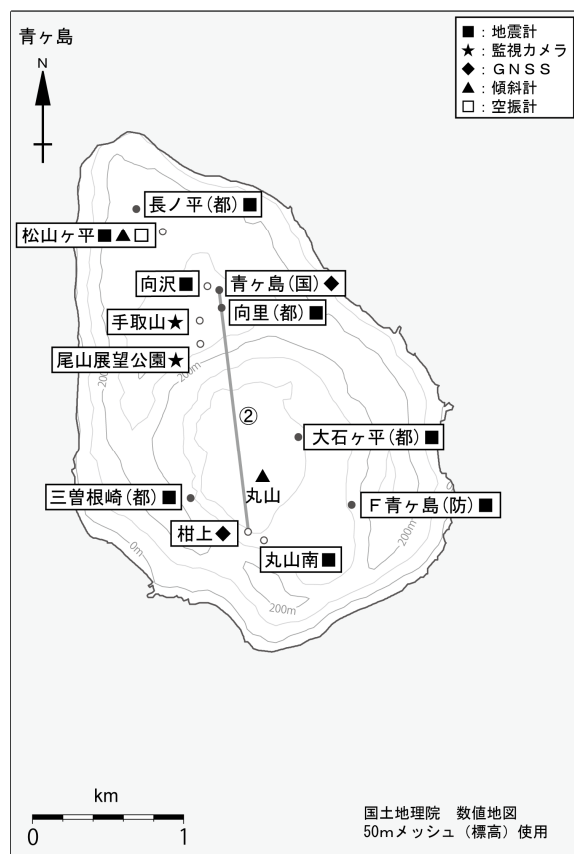 青ヶ島
N
■：地震計
★：監視カメラ
◆：ＧＮＳＳ
▲：傾斜計
□：空振計
長ノ平(都)■
松山ヶ平■▲□
向沢■
青ヶ島(国)◆
向里(都)■
手取山★
尾山展望公園★
200m
200m
②
大石ヶ平(都)■
丸山
三曽根崎(都)■
Ｆ青ヶ島(防)■
柑上◆
丸山南■
0m
200m
200m
km
0 1
国土地理院　数値地図
50mメッシュ（標高）使用